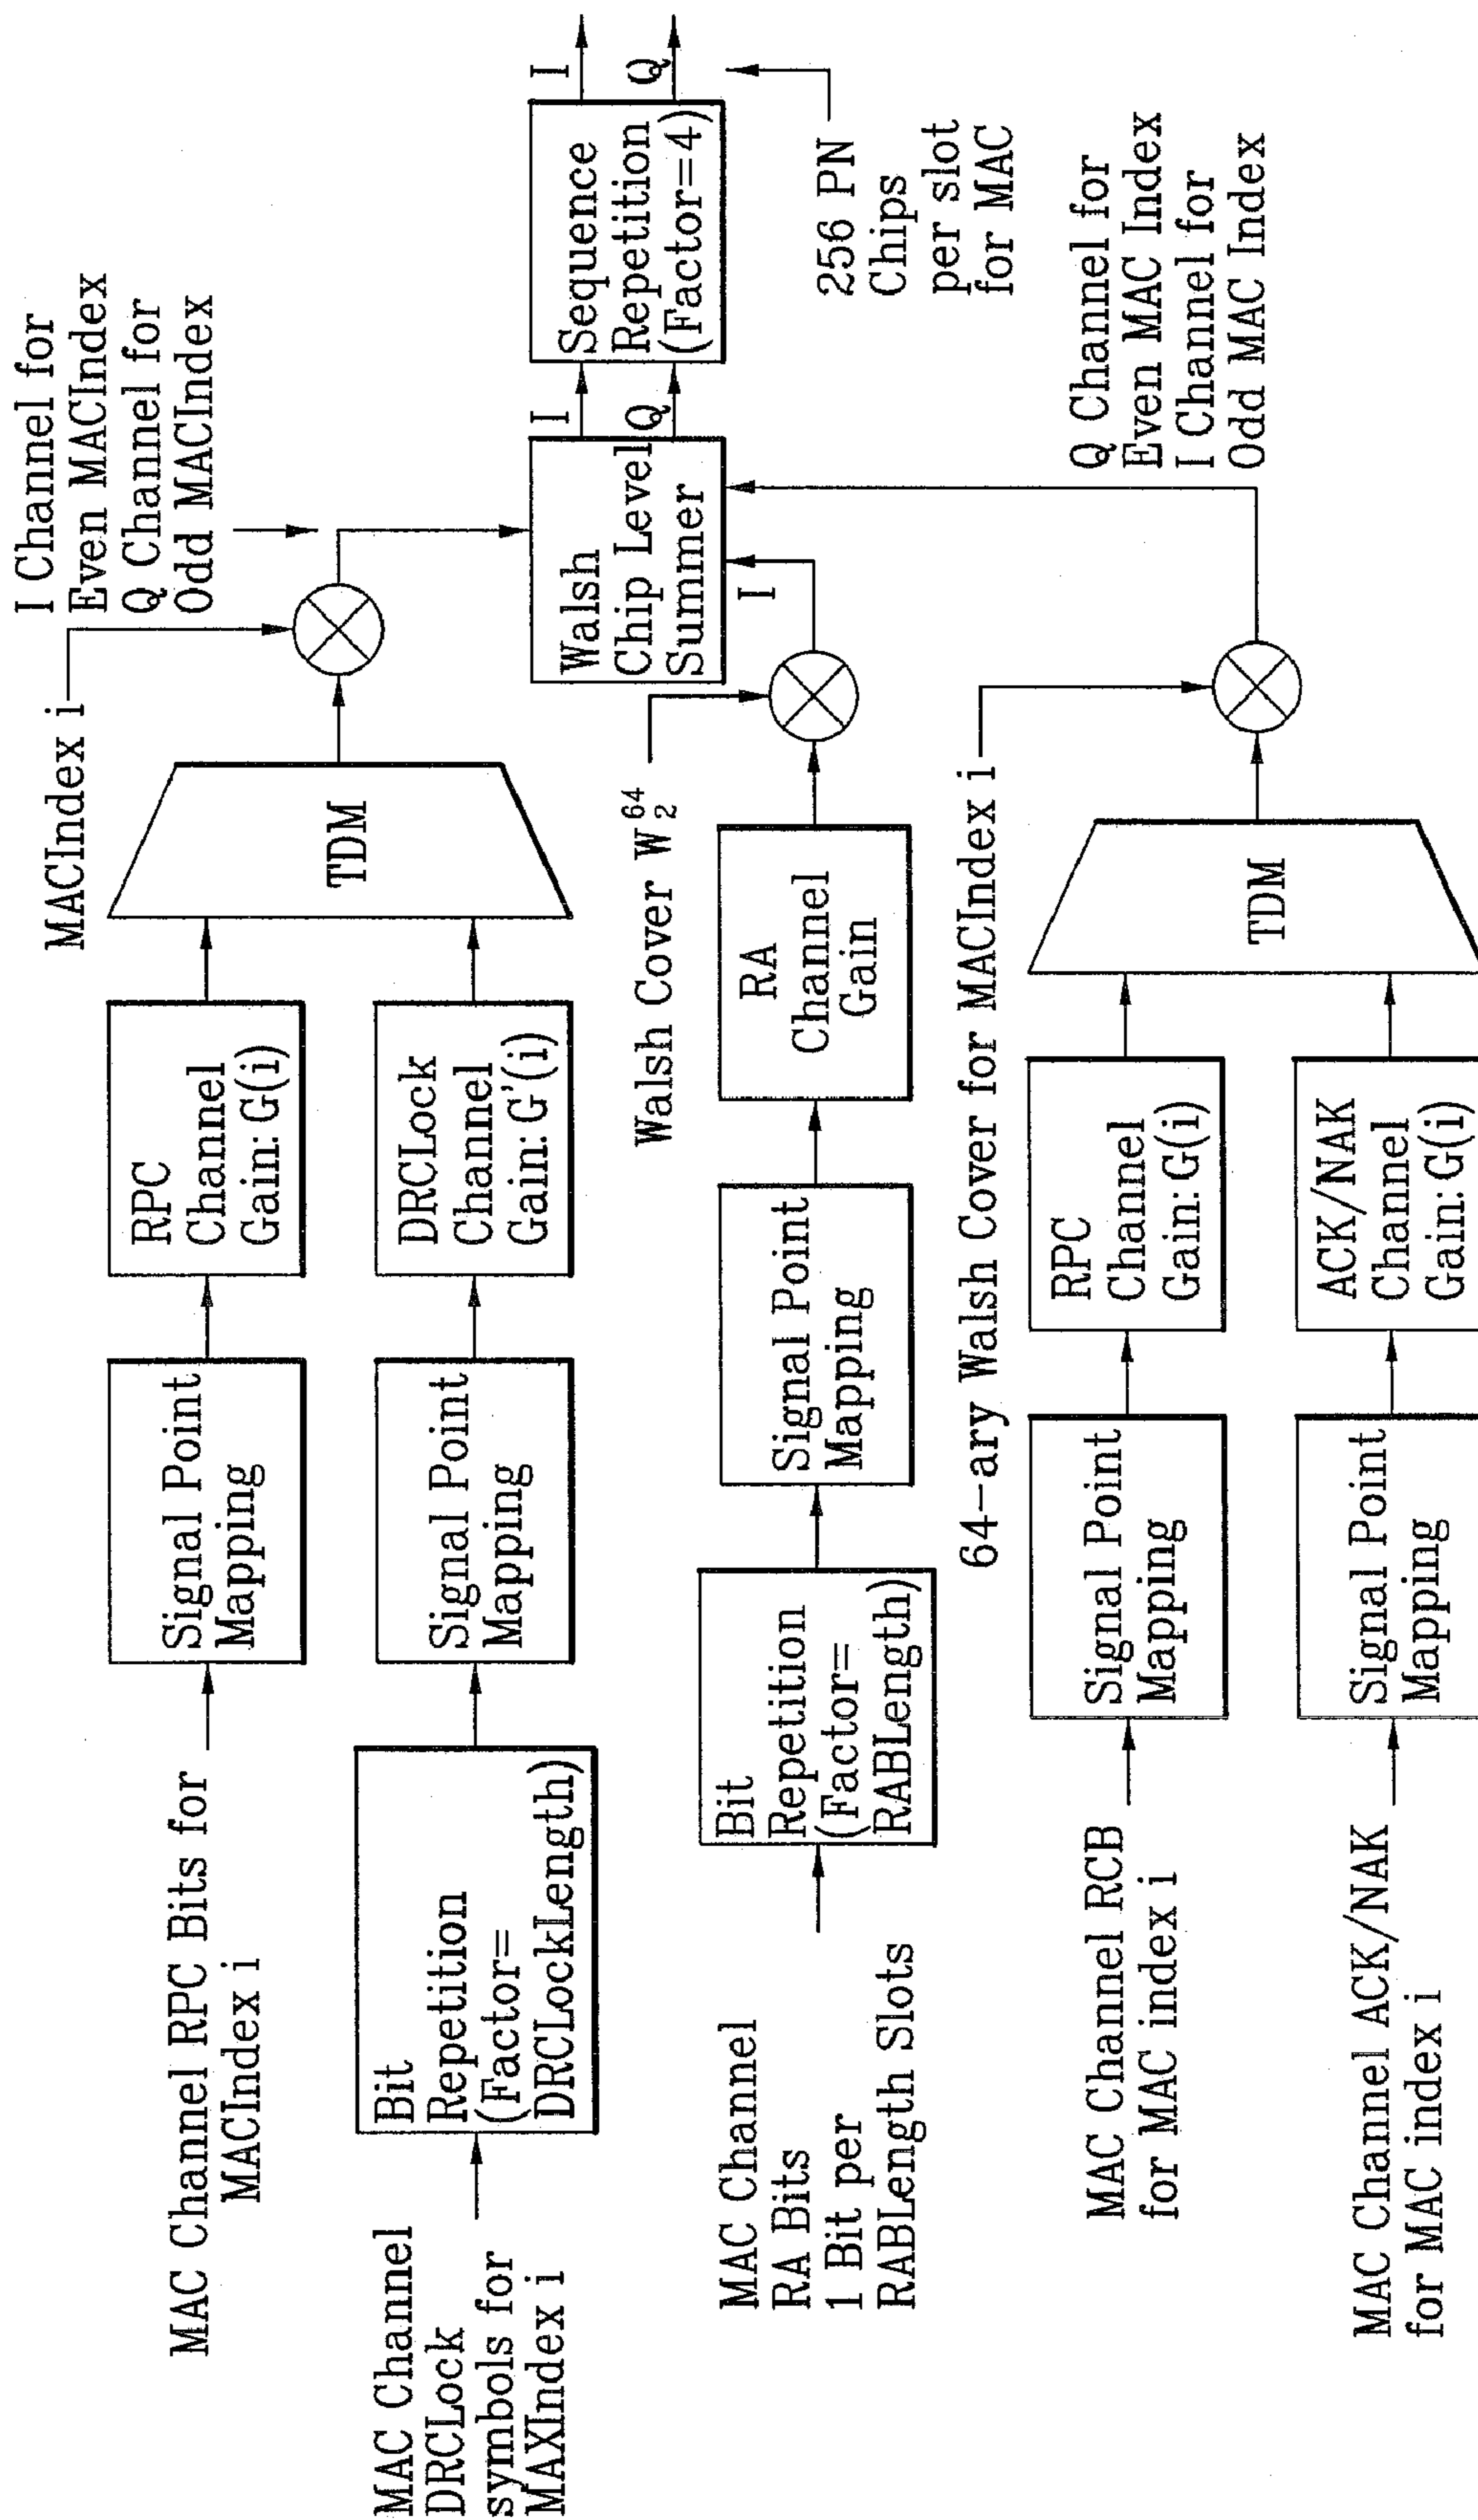 MAC Channel RPC Bits for
MACIndex i
Signal Point
Mapping
RPC
Channel
Gain: G(i)
MACIndex i
I Channel for
Even MACIndex
Q Channel for
Odd MACIndex
MAC Channel
DRCLock
symbols for
MAXIndex i
Bit
Repetition
(Factor=
DRCLockLength)
Signal Point
Mapping
DRCLock
Channel
Gain: G'(i)
TDM
Walsh
Chip Level
Summer
I
Q
Sequence
Repetition
(Factor=4)
I
Q
256 PN
Chips
per slot
for MAC
MAC Channel
RA Bits
1 Bit per
RABLength Slots
Bit
Repetition
(Factor=
RABLength)
Signal Point
Mapping
RA
Channel
Gain
Walsh Cover W₂⁶⁴
I
MAC Channel RCB
for MAC index i
Signal Point
Mapping
RPC
Channel
Gain: G(i)
64-ary Walsh Cover for MACIndex i
Q Channel for
Even MAC Index
I Channel for
Odd MAC Index
MAC Channel ACK/NAK
for MAC index i
Signal Point
Mapping
ACK/NAK
Channel
Gain: G(i)
TDM